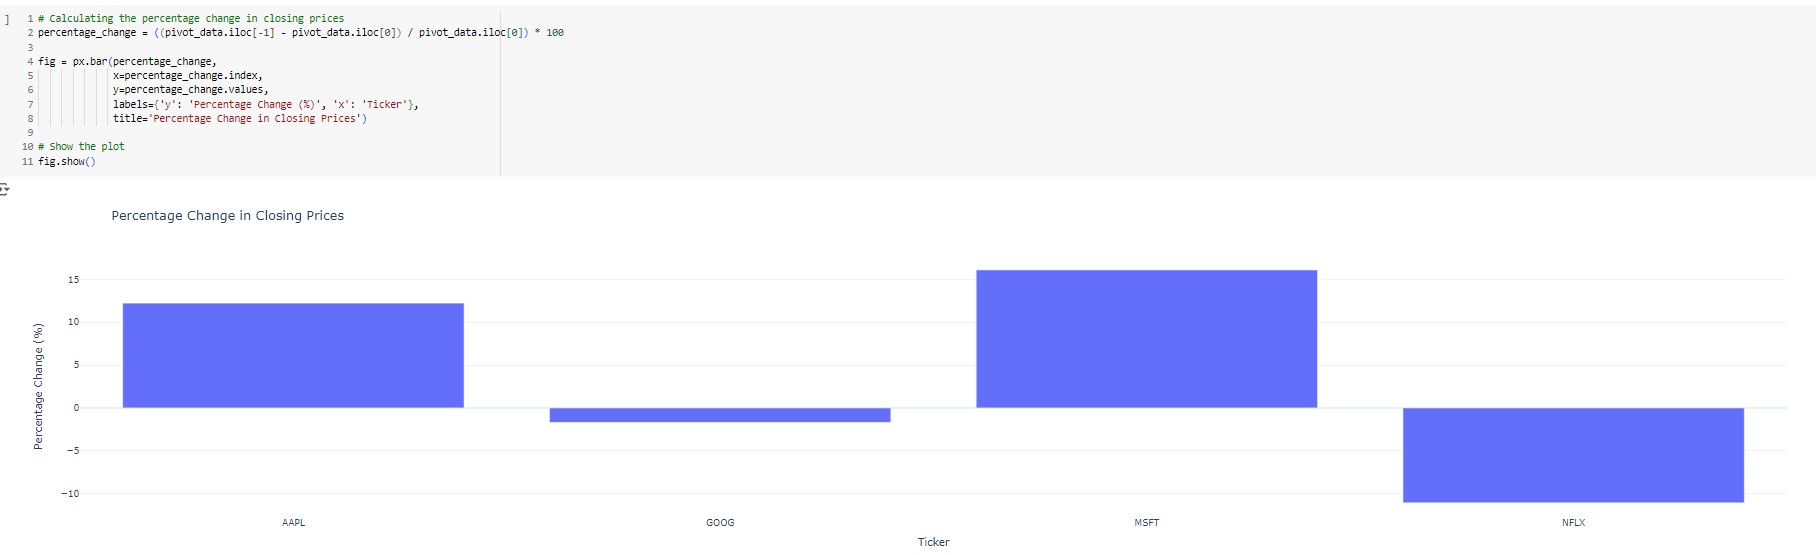 ]
1 # Calculating the percentage change in closing prices
2 percentage_change = ((pivot_data.iloc[-1] - pivot_data.iloc[0]) / pivot_data.iloc[0]) * 100
3
4 fig = px.bar(percentage_change,
5 x=percentage_change.index,
6 y=percentage_change.values,
7 labels={'y': 'Percentage Change (%)', 'x': 'Ticker'},
8 title='Percentage Change in Closing Prices')
9
10 # Show the plot
11 fig.show()
Percentage Change in Closing Prices
Percentage Change (%)
15
10
5
0
−5
−10
AAPL GOOG MSFT NFLX
Ticker